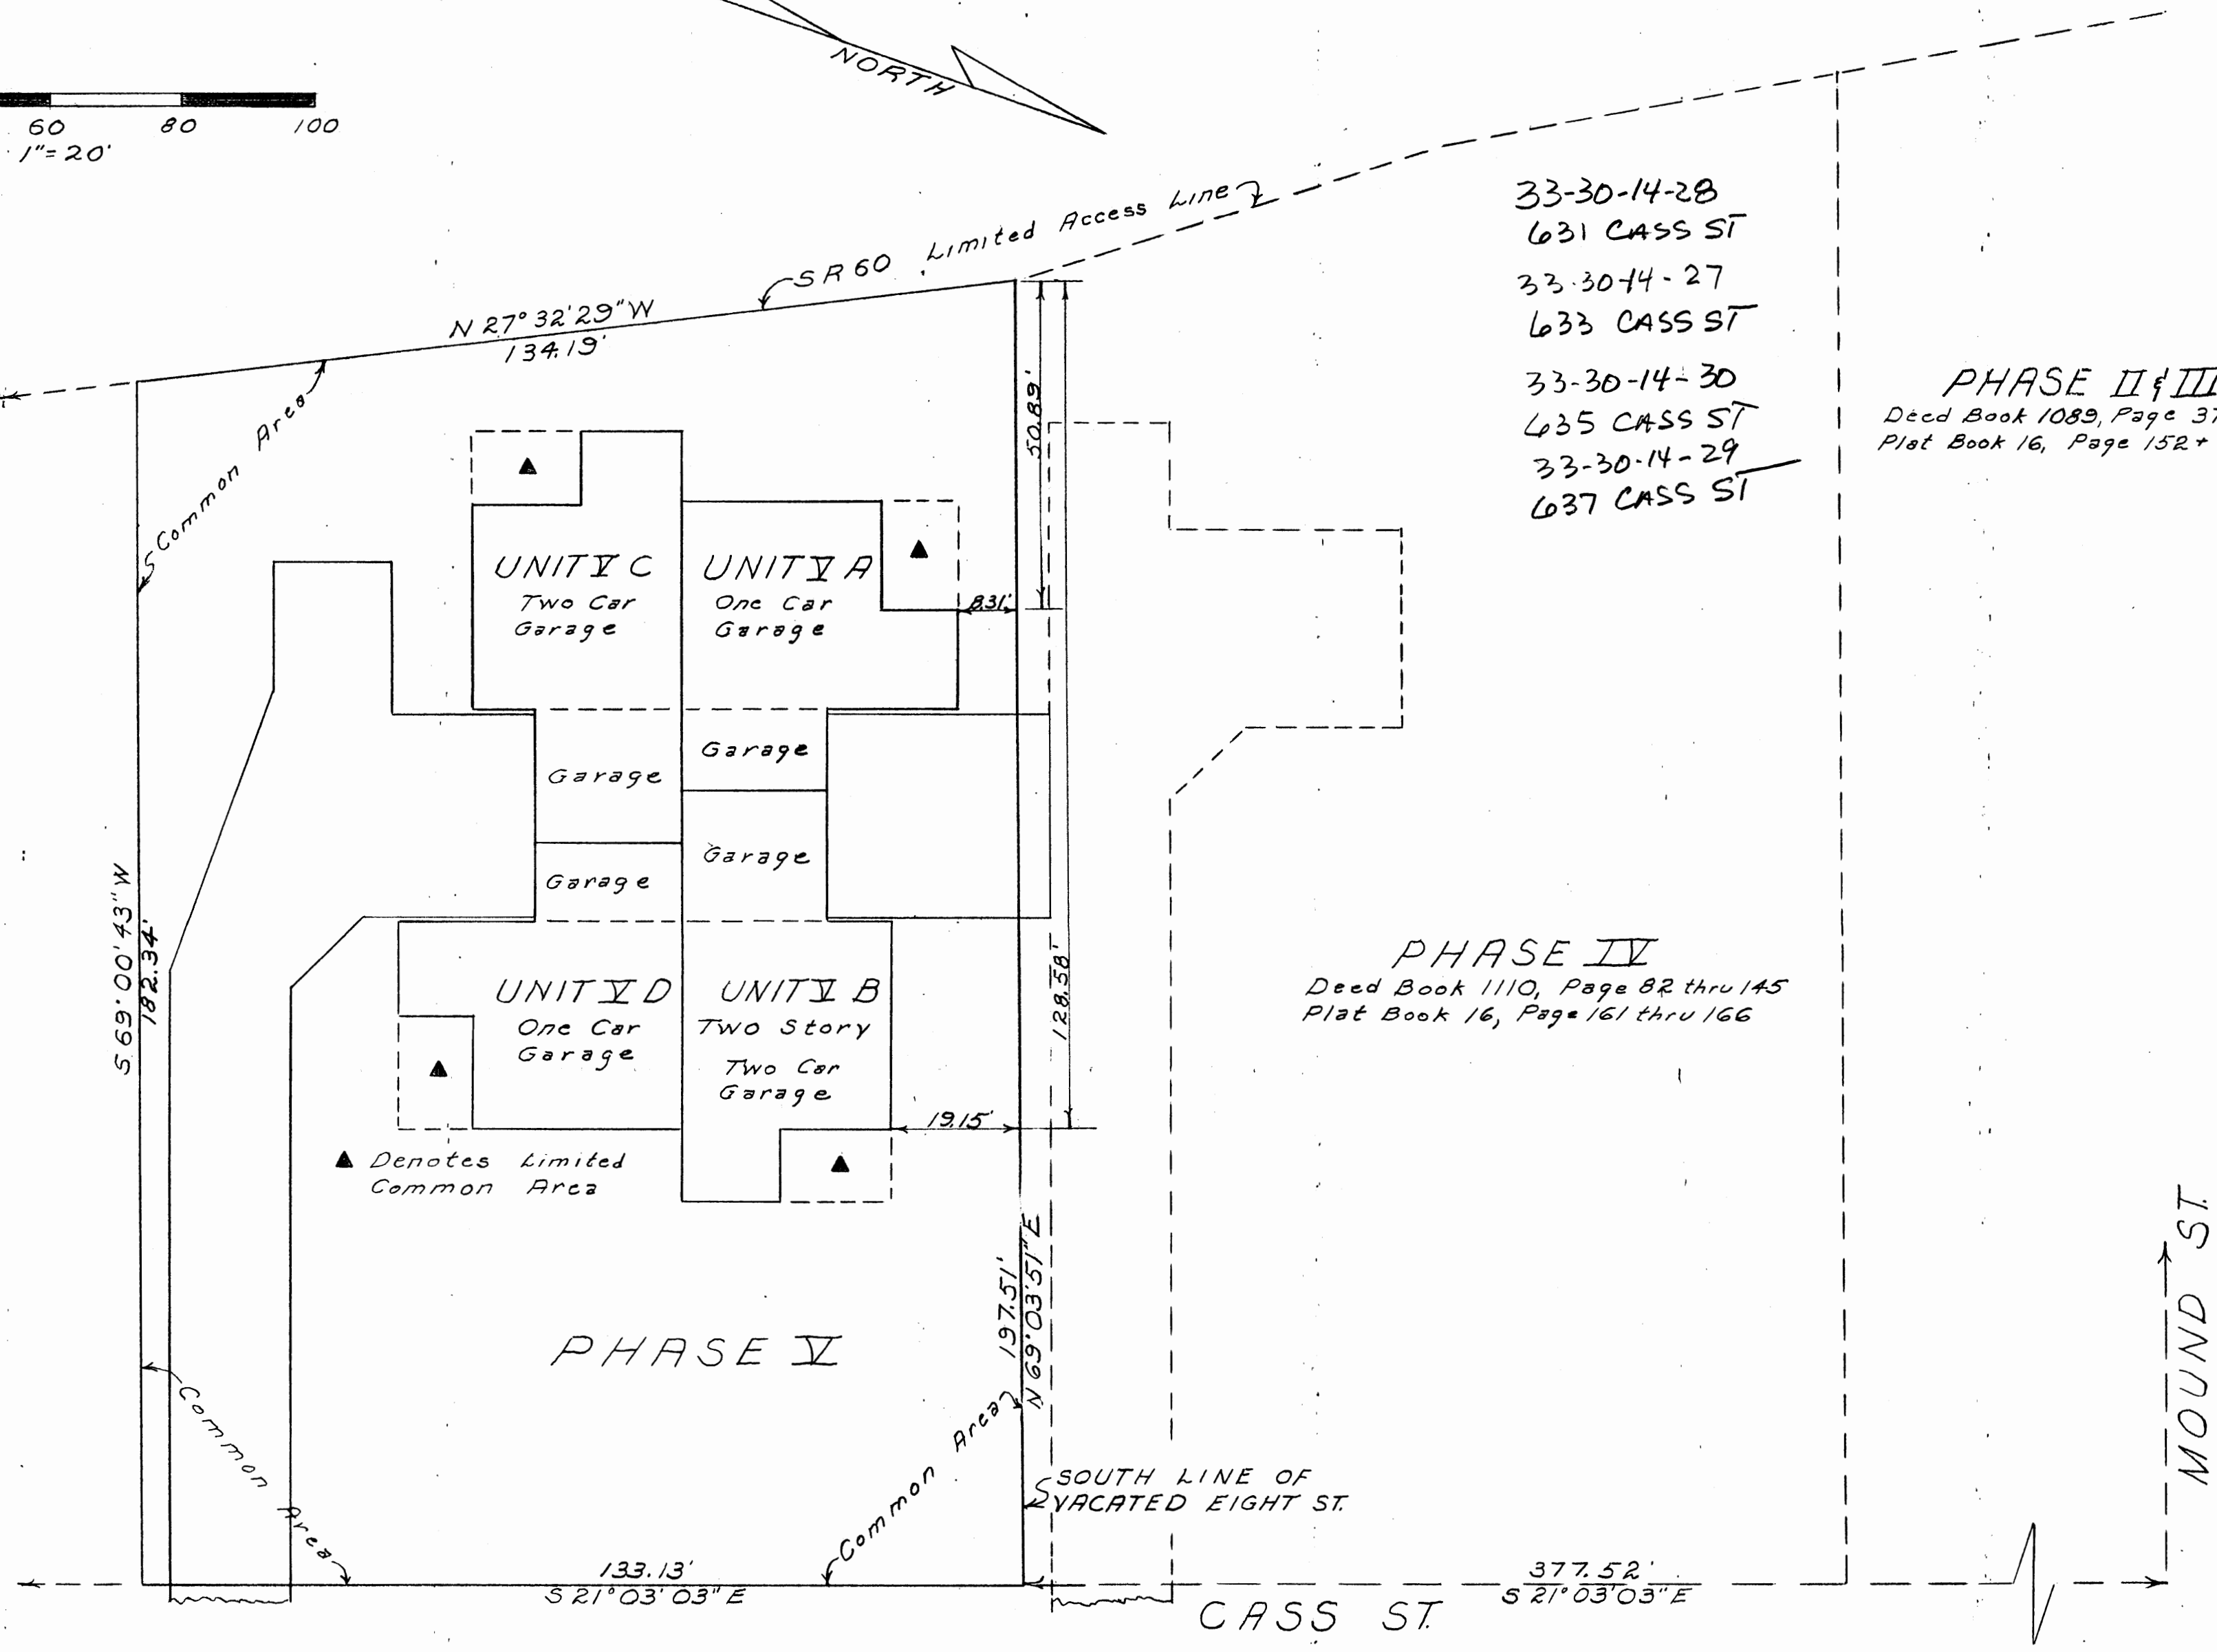 NORTH
60 80 100
1"=20'
SR 60 Limited Access Line
N 27° 32' 29" W
134.19'
Common Area
50.89'
33-30-14-28
631 CASS ST
33-30-14-27
633 CASS ST
33-30-14-30
635 CASS ST
33-30-14-29
637 CASS ST
PHASE II & III
Deed Book 1089, Page 37
Plat Book 16, Page 152+
UNIT V C
Two Car
Garage
UNIT V A
One Car
Garage
8.31'
Garage
Garage
Garage
Garage
S 69° 00' 43" W
182.34'
128.58'
UNIT V D
One Car
Garage
UNIT V B
Two Story
Two Car
Garage
19.15'
PHASE IV
Deed Book 1110, Page 82 thru 145
Plat Book 16, Page 161 thru 166
▲ Denotes Limited
Common Area
197.51'
N 69° 03' 51" E
PHASE V
Common Area
Common Area
SOUTH LINE OF
VACATED EIGHT ST.
MOUND ST.
133.13'
S 21° 03' 03" E
377.52'
S 21° 03' 03" E
CASS ST.